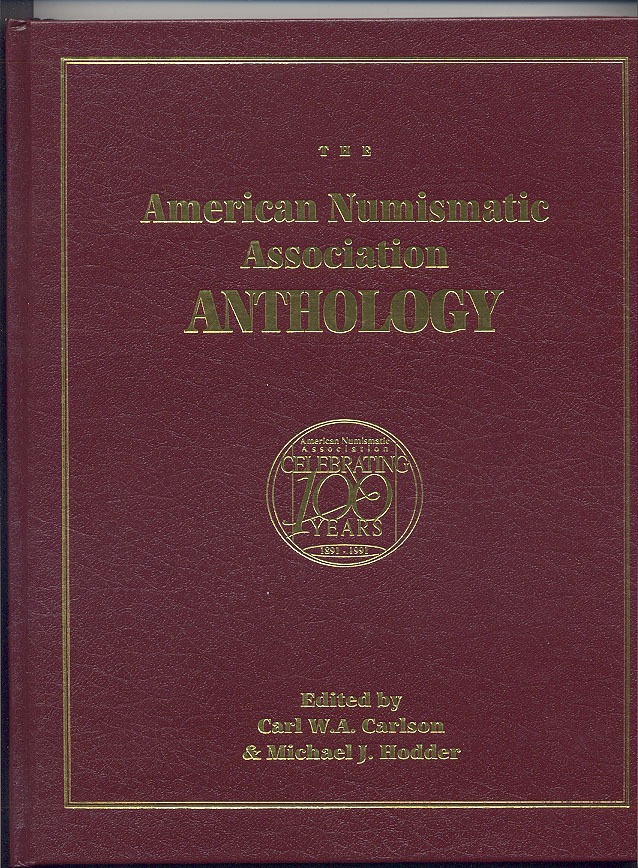 THE
American Numismatic
Association
ANTHOLOGY
American Numismatic
Association
CELEBRATING
100
YEARS
1891 - 1991
Edited by
Carl W.A. Carlson
& Michael J. Hodder